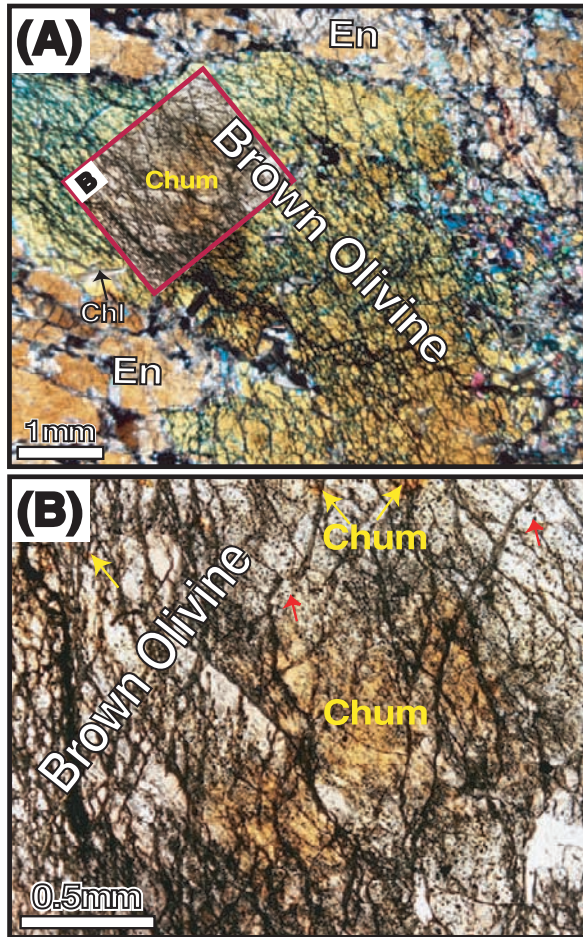 (A)
En
B
Chum
Brown Olivine
Chl
En
1mm
(B)
Chum
Brown Olivine
Chum
0.5mm